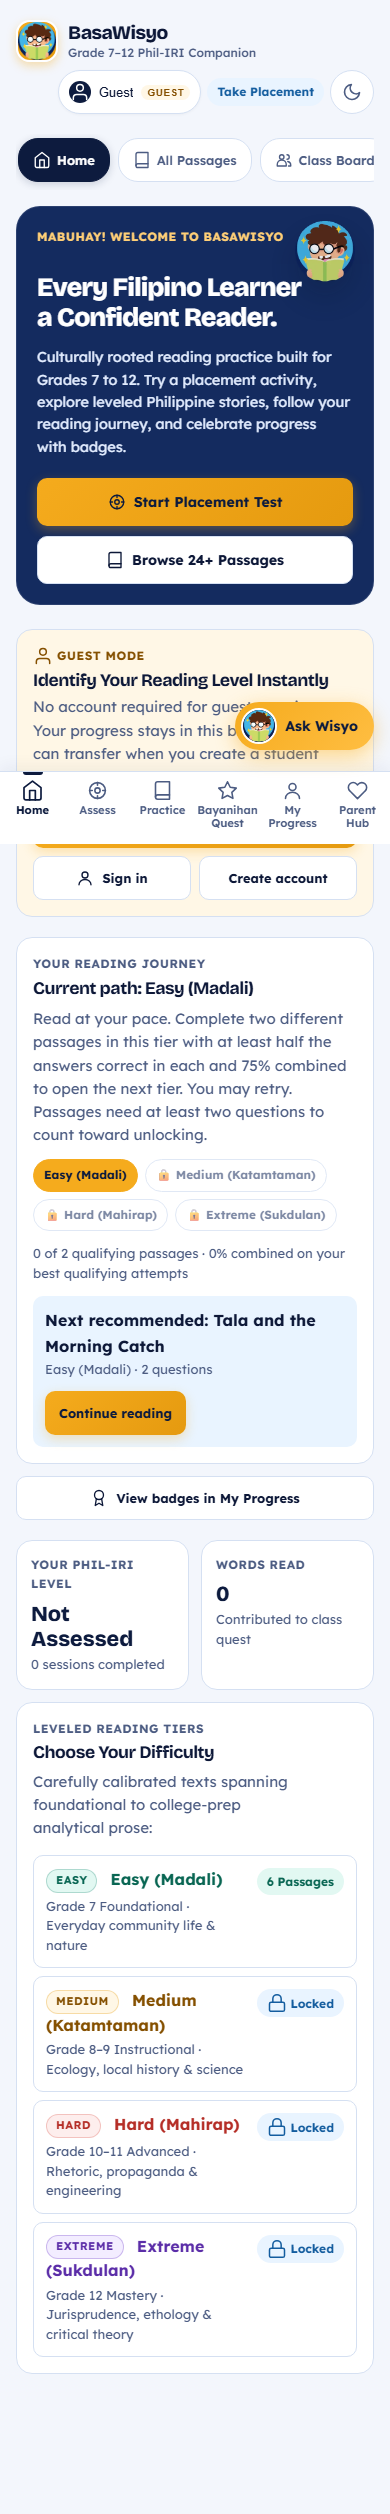 BasaWisyo
Grade 7–12 Phil-IRI Companion
Guest GUEST
Take Placement
Home
All Passages
Class Board
MABUHAY! WELCOME TO BASAWISYO
Every Filipino Learner
a Confident Reader.
Culturally rooted reading practice built for
Grades 7 to 12. Try a placement activity,
explore leveled Philippine stories, follow your
reading journey, and celebrate progress
with badges.
Start Placement Test
Browse 24+ Passages
GUEST MODE
Identify Your Reading Level Instantly
No account required for
Your progress stays in this
can transfer when you create a student
Ask Wisyo
Home
Assess
Practice
Bayanihan
Quest
My
Progress
Parent
Hub
Sign in
Create account
YOUR READING JOURNEY
Current path: Easy (Madali)
Read at your pace. Complete two different
passages in this tier with at least half the
answers correct in each and 75% combined
to open the next tier. You may retry.
Passages need at least two questions to
count toward unlocking.
Easy (Madali)
Medium (Katamtaman)
Hard (Mahirap)
Extreme (Sukdulan)
0 of 2 qualifying passages · 0% combined on your
best qualifying attempts
Next recommended: Tala and the
Morning Catch
Easy (Madali) · 2 questions
Continue reading
View badges in My Progress
YOUR PHIL-IRI
LEVEL
Not
Assessed
0 sessions completed
WORDS READ
0
Contributed to class
quest
LEVELED READING TIERS
Choose Your Difficulty
Carefully calibrated texts spanning
foundational to college-prep
analytical prose:
EASY Easy (Madali)
6 Passages
Grade 7 Foundational ·
Everyday community life &
nature
MEDIUM Medium
(Katamtaman)
Locked
Grade 8–9 Instructional ·
Ecology, local history & science
HARD Hard (Mahirap)
Locked
Grade 10–11 Advanced ·
Rhetoric, propaganda &
engineering
EXTREME Extreme
(Sukdulan)
Locked
Grade 12 Mastery ·
Jurisprudence, ethology &
critical theory